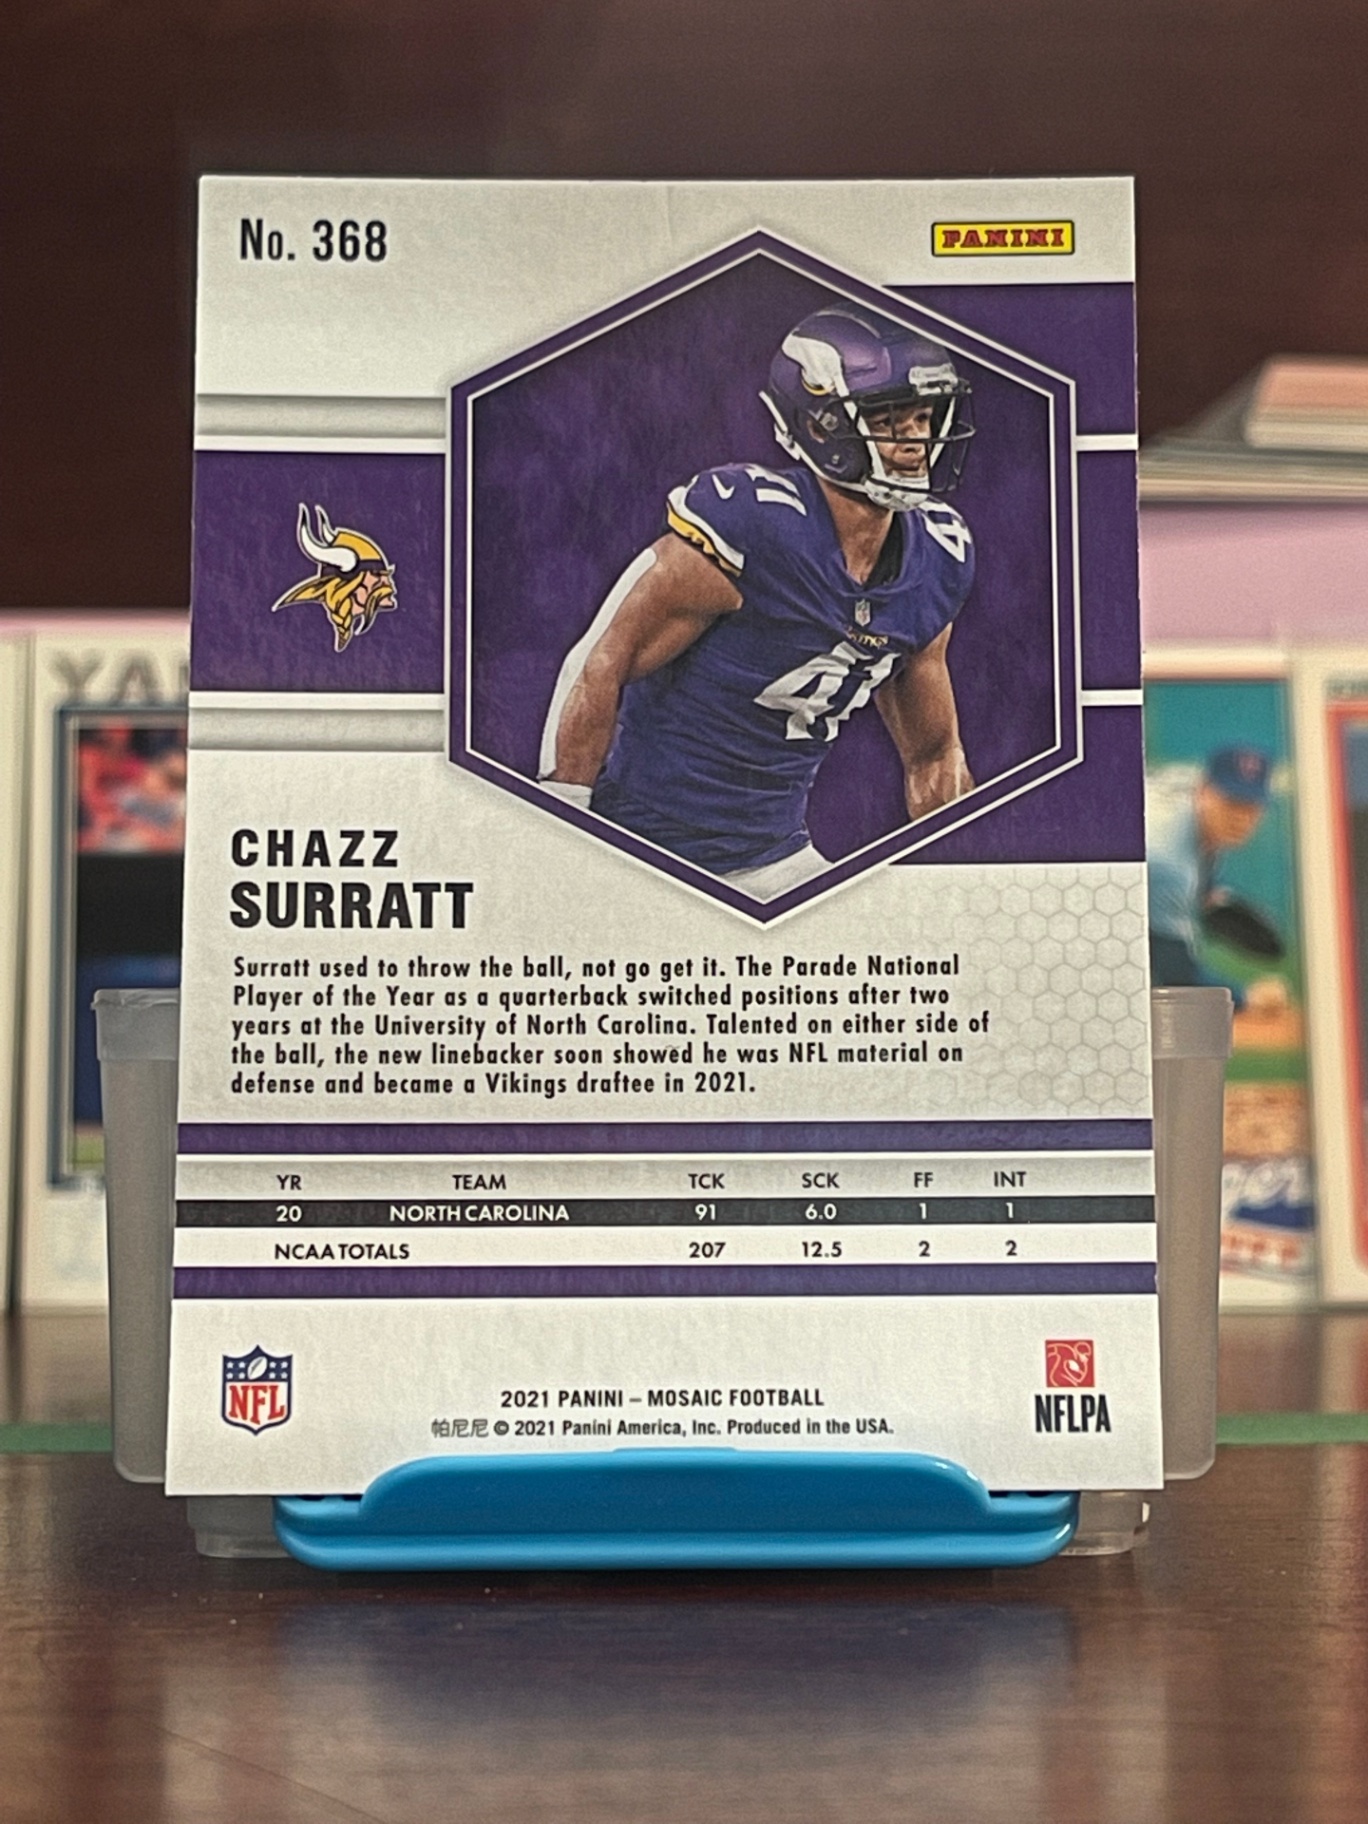 No. 368
PANINI
41
41
VIKINGS
41
CHAZZ
SURRATT
Surratt used to throw the ball, not go get it. The Parade National
Player of the Year as a quarterback switched positions after two
years at the University of North Carolina. Talented on either side of
the ball, the new linebacker soon showed he was NFL material on
defense and became a Vikings draftee in 2021.
YR TEAM TCK SCK FF INT
20 NORTH CAROLINA 91 6.0 1 1
NCAA TOTALS 207 12.5 2 2
NFL
NFLPA
2021 PANINI – MOSAIC FOOTBALL
帕尼尼 © 2021 Panini America, Inc. Produced in the USA.
YAN